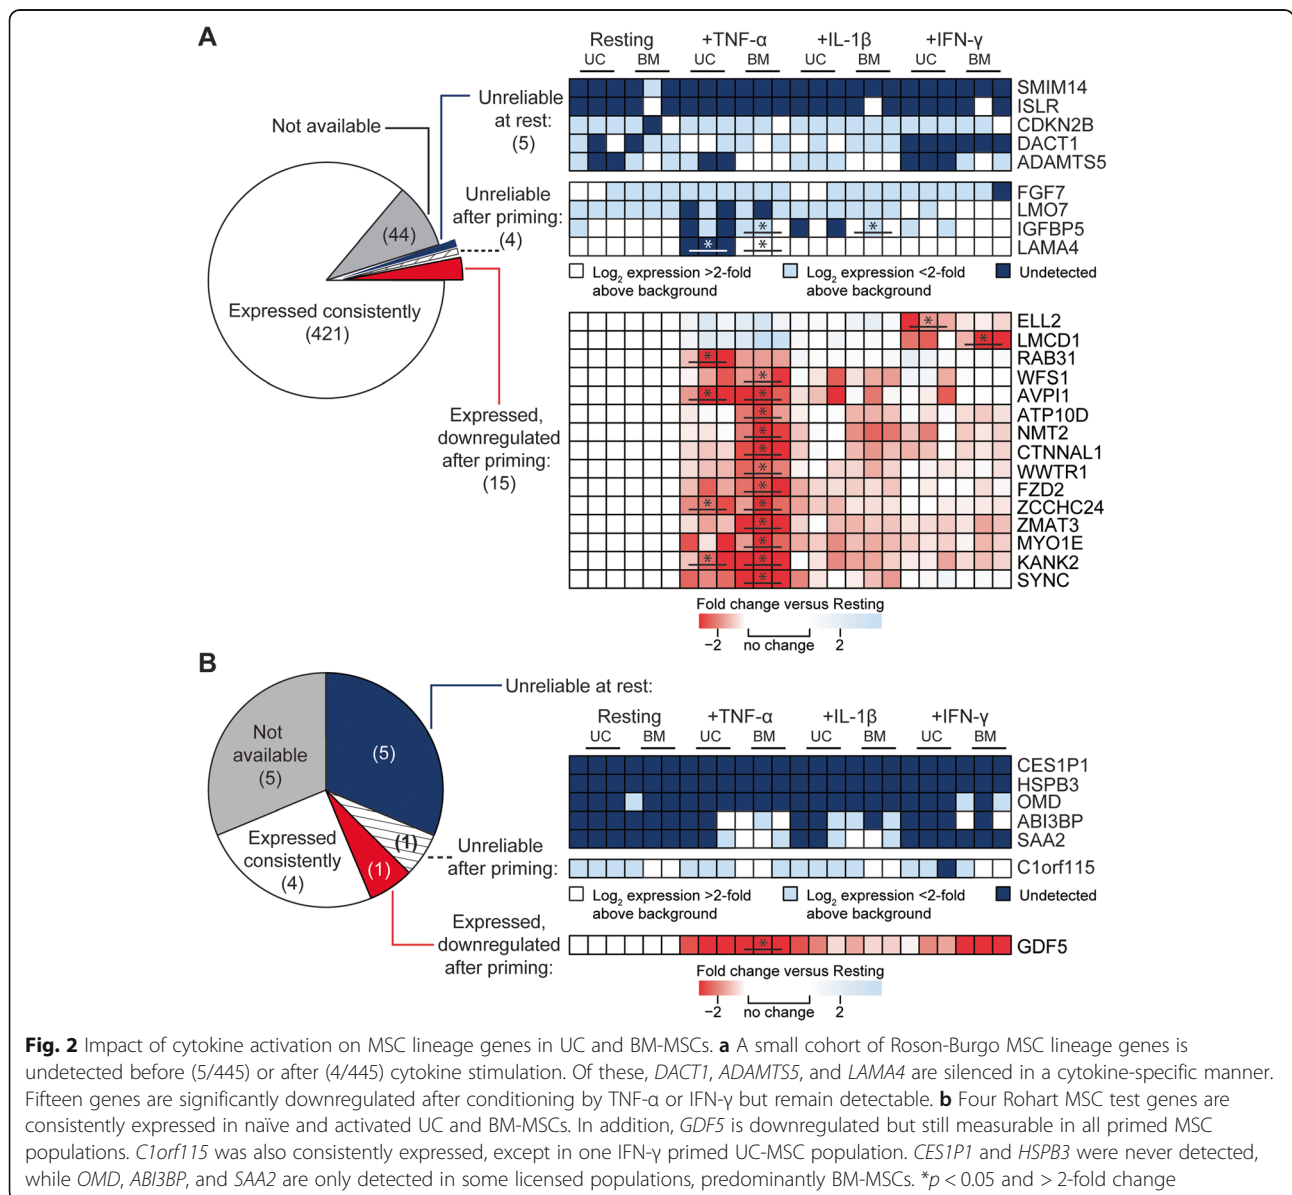 A
Resting +TNF-α +IL-1β +IFN-γ
UC BM UC BM UC BM UC BM
Unreliable
at rest:
(5)
Not available
(44)
Unreliable
after priming:
(4)
Expressed consistently
(421)
Expressed,
downregulated
after priming:
(15)
SMIM14
ISLR
CDKN2B
DACT1
ADAMTS5
FGF7
LMO7
* * IGFBP5
* * LAMA4
Log2 expression >2-fold
above background
Log2 expression <2-fold
above background
Undetected
* ELL2
* LMCD1
* RAB31
* WFS1
* * AVPI1
* ATP10D
* NMT2
* CTNNAL1
* WWTR1
* FZD2
* * ZCCHC24
* ZMAT3
* MYO1E
* * KANK2
* SYNC
Fold change versus Resting
−2 no change 2
B
Unreliable at rest:
Not
available
(5)
(5)
Expressed
consistently
(4)
(1)
(1)
Unreliable
after priming:
Expressed,
downregulated
after priming:
Resting +TNF-α +IL-1β +IFN-γ
UC BM UC BM UC BM UC BM
CES1P1
HSPB3
OMD
ABI3BP
SAA2
C1orf115
Log2 expression >2-fold
above background
Log2 expression <2-fold
above background
Undetected
* GDF5
Fold change versus Resting
−2 no change 2
Fig. 2 Impact of cytokine activation on MSC lineage genes in UC and BM-MSCs. a A small cohort of Roson-Burgo MSC lineage genes is
undetected before (5/445) or after (4/445) cytokine stimulation. Of these, DACT1, ADAMTS5, and LAMA4 are silenced in a cytokine-specific manner.
Fifteen genes are significantly downregulated after conditioning by TNF-α or IFN-γ but remain detectable. b Four Rohart MSC test genes are
consistently expressed in naïve and activated UC and BM-MSCs. In addition, GDF5 is downregulated but still measurable in all primed MSC
populations. C1orf115 was also consistently expressed, except in one IFN-γ primed UC-MSC population. CES1P1 and HSPB3 were never detected,
while OMD, ABI3BP, and SAA2 are only detected in some licensed populations, predominantly BM-MSCs. *p < 0.05 and > 2-fold change